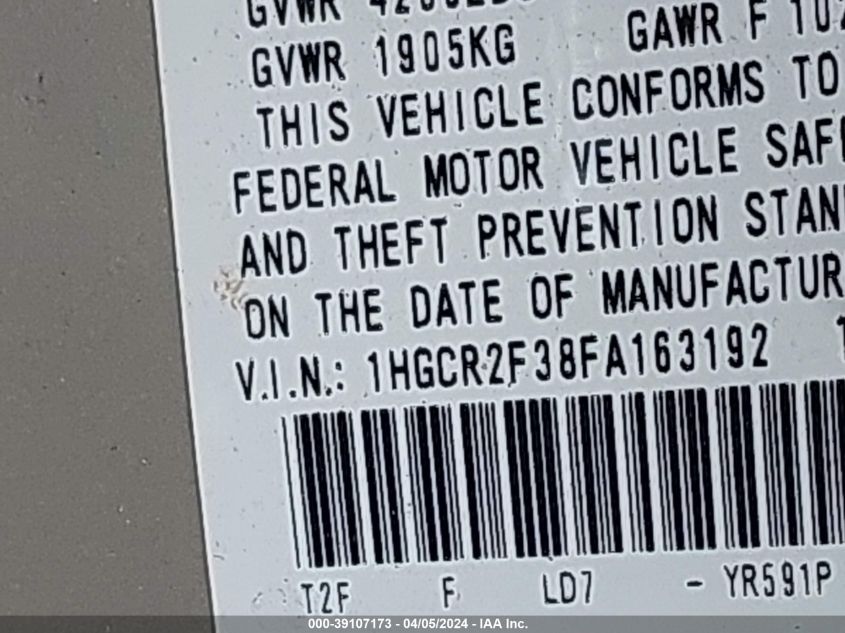 GVWR
GVWR 1905KG GAWR F
THIS VEHICLE CONFORMS TO
FEDERAL MOTOR VEHICLE
AND THEFT PREVENTION
ON THE DATE OF
V.I.N.: 1HGCR2F38FA163192
T2F F LD7 - YR591P
000-39107173 - 04/05/2024 - IAA Inc.